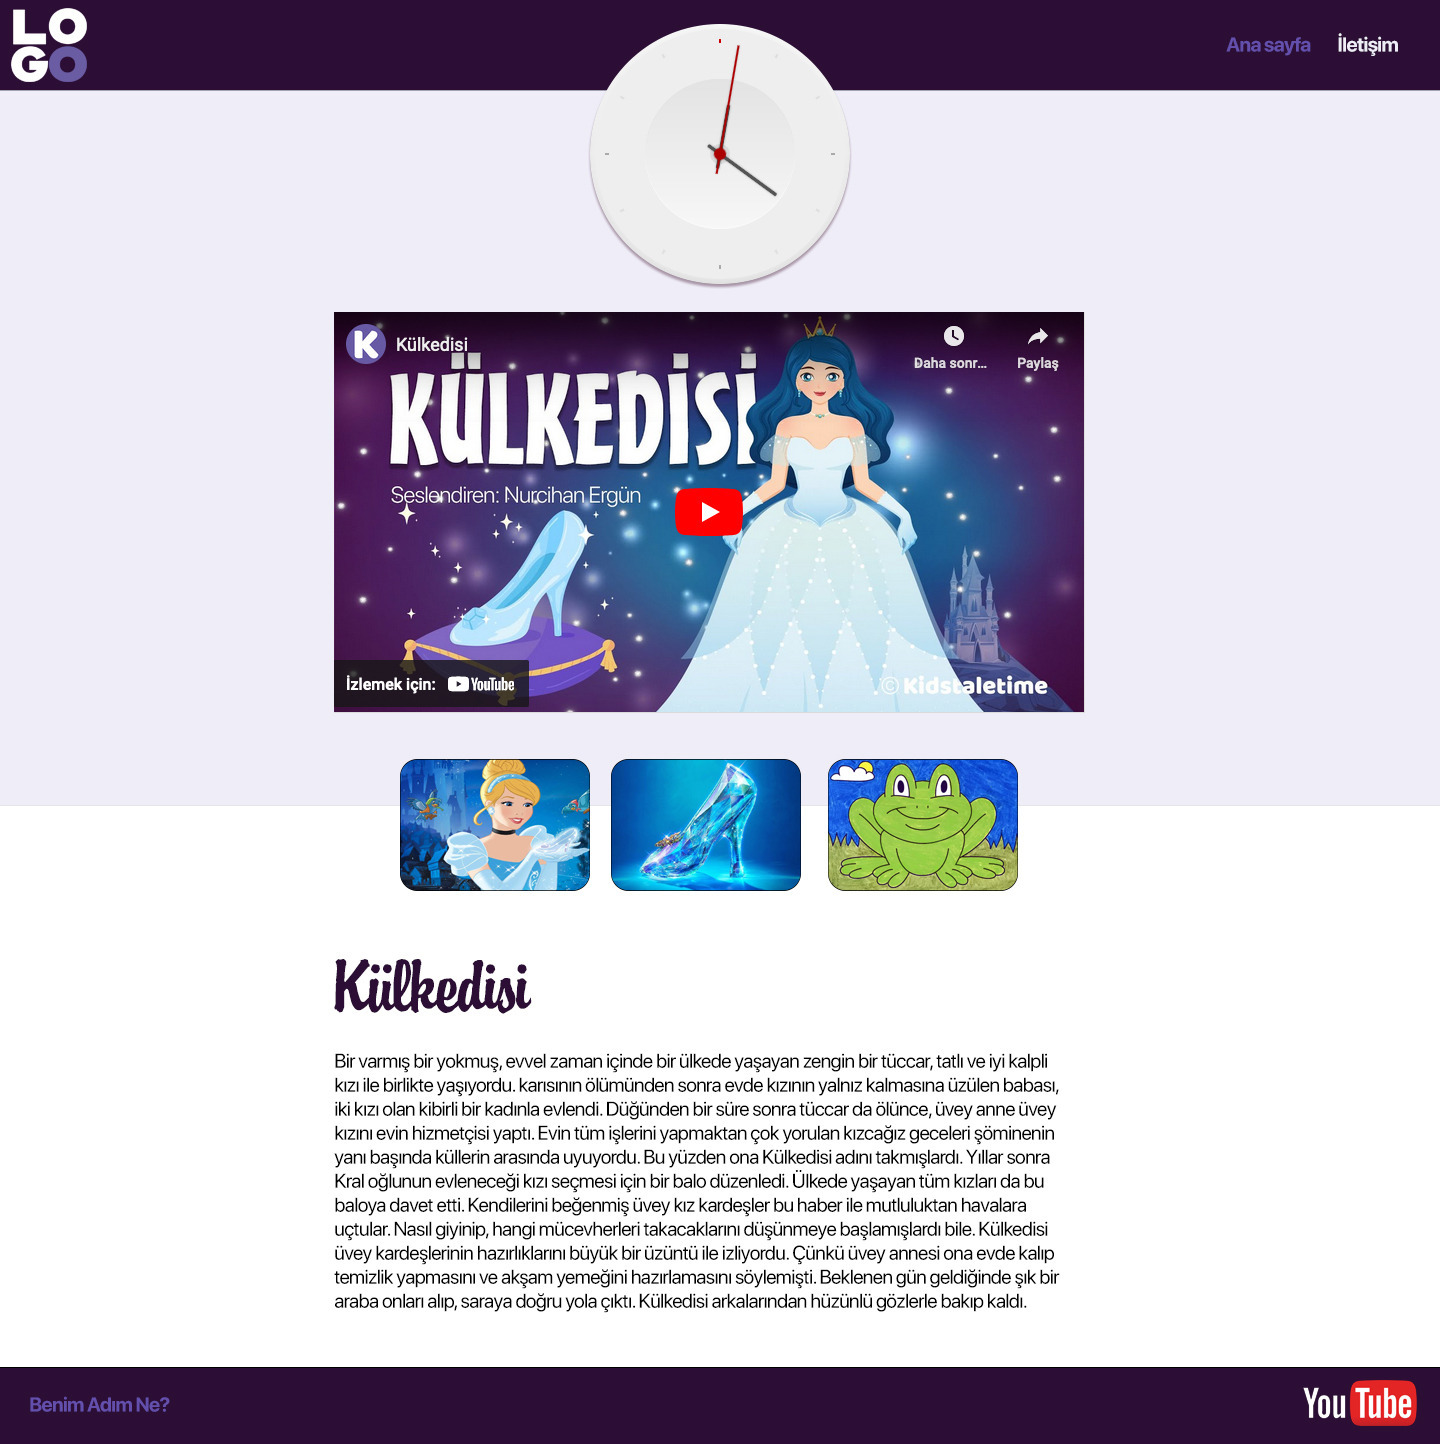 LO
GO
Ana sayfa İletişim
Külkedisi
Daha sonr...
Paylaş
KÜLKEDİSİ
Seslendiren: Nurcihan Ergün
İzlemek için: YouTube
© Kidstaletime
Külkedisi
Bir varmış bir yokmuş, evvel zaman içinde bir ülkede yaşayan zengin bir tüccar, tatlı ve iyi kalpli
kızı ile birlikte yaşıyordu. karısının ölümünden sonra evde kızının yalnız kalmasına üzülen babası,
iki kızı olan kibirli bir kadınla evlendi. Düğünden bir süre sonra tüccar da ölünce, üvey anne üvey
kızını evin hizmetçisi yaptı. Evin tüm işlerini yapmaktan çok yorulan kızcağız geceleri şöminenin
yanı başında küllerin arasında uyuyordu. Bu yüzden ona Külkedisi adını takmışlardı. Yıllar sonra
Kral oğlunun evleneceği kızı seçmesi için bir balo düzenledi. Ülkede yaşayan tüm kızları da bu
baloya davet etti. Kendilerini beğenmiş üvey kız kardeşler bu haber ile mutluluktan havalara
uçtular. Nasıl giyinip, hangi mücevherleri takacaklarını düşünmeye başlamışlardı bile. Külkedisi
üvey kardeşlerinin hazırlıklarını büyük bir üzüntü ile izliyordu. Çünkü üvey annesi ona evde kalıp
temizlik yapmasını ve akşam yemeğini hazırlamasını söylemişti. Beklenen gün geldiğinde şık bir
araba onları alıp, saraya doğru yola çıktı. Külkedisi arkalarından hüzünlü gözlerle bakıp kaldı.
Benim Adım Ne?
You Tube